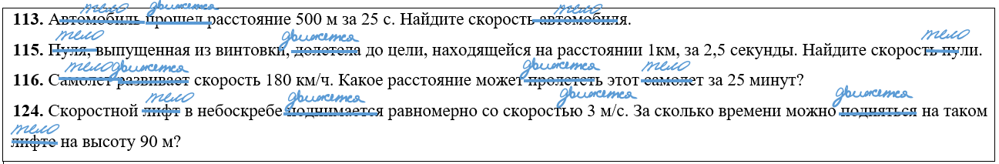 тело движется
113. Автомобиль прошел расстояние 500 м за 25 с. Найдите скорость автомобиля.
тело
тело движется тело
115. Пуля, выпущенная из винтовки, долетела до цели, находящейся на расстоянии 1км, за 2,5 секунды. Найдите скорость пули.
тело движется движется тело
116. Самолет развивает скорость 180 км/ч. Какое расстояние может пролететь этот самолет за 25 минут?
тело движется движется движется
124. Скоростной лифт в небоскребе поднимается равномерно со скоростью 3 м/с. За сколько времени можно подняться на таком
тело
лифте на высоту 90 м?